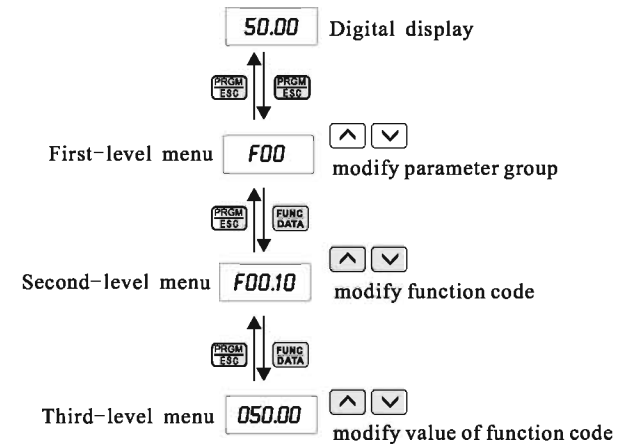 50.00 Digital display
PRGM PRGM
ESC ESC
First-level menu F00
modify parameter group
PRGM FUNC
ESC DATA
Second-level menu F00.10
modify function code
PRGM FUNC
ESC DATA
Third-level menu 050.00
modify value of function code